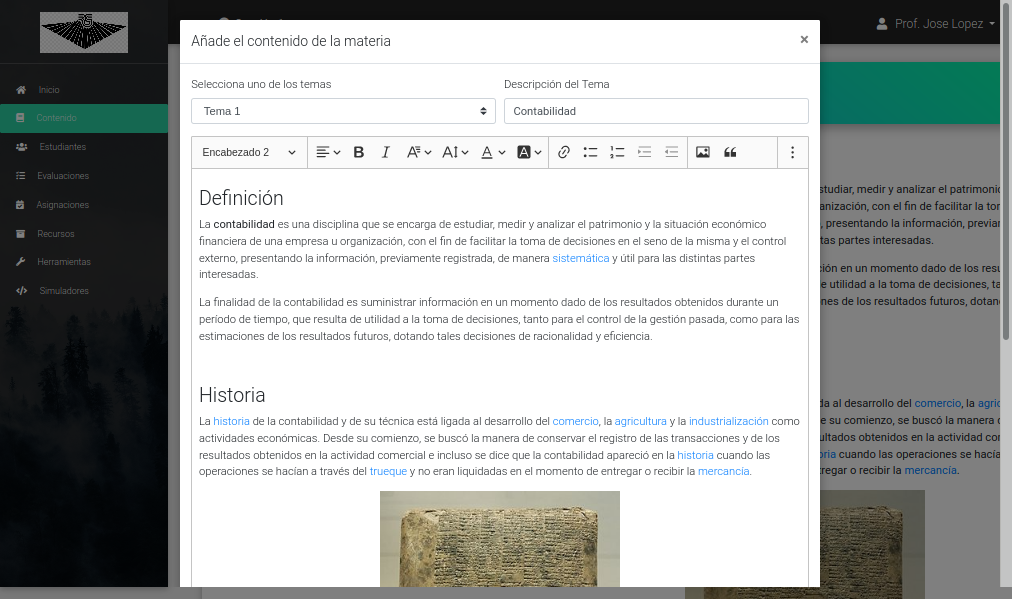 Prof. Jose Lopez
Inicio
Contenido
Estudiantes
Evaluaciones
Asignaciones
Recursos
Herramientas
Simuladores
Añade el contenido de la materia
×
Selecciona uno de los temas
Descripción del Tema
Tema 1
Contabilidad
Encabezado 2
Definición
La contabilidad es una disciplina que se encarga de estudiar, medir y analizar el patrimonio y la situación económico
financiera de una empresa u organización, con el fin de facilitar la toma de decisiones en el seno de la misma y el control
externo, presentando la información, previamente registrada, de manera sistemática y útil para las distintas partes
interesadas.
La finalidad de la contabilidad es suministrar información en un momento dado de los resultados obtenidos durante un
período de tiempo, que resulta de utilidad a la toma de decisiones, tanto para el control de la gestión pasada, como para las
estimaciones de los resultados futuros, dotando tales decisiones de racionalidad y eficiencia.
Historia
La historia de la contabilidad y de su técnica está ligada al desarrollo del comercio, la agricultura y la industrialización como
actividades económicas. Desde su comienzo, se buscó la manera de conservar el registro de las transacciones y de los
resultados obtenidos en la actividad comercial e incluso se dice que la contabilidad apareció en la historia cuando las
operaciones se hacían a través del trueque y no eran liquidadas en el momento de entregar o recibir la mercancía.
studiar, medir y analizar el patrimonio
anización, con el fin de facilitar la tor
, presentando la información, previar
tas partes interesadas.
ción en un momento dado de los resu
e utilidad a la toma de decisiones, ta
nes de los resultados futuros, dotan
da al desarrollo del comercio, la agric
e su comienzo, se buscó la manera c
ultados obtenidos en la actividad cor
oria cuando las operaciones se hacía
tregar o recibir la mercancía.